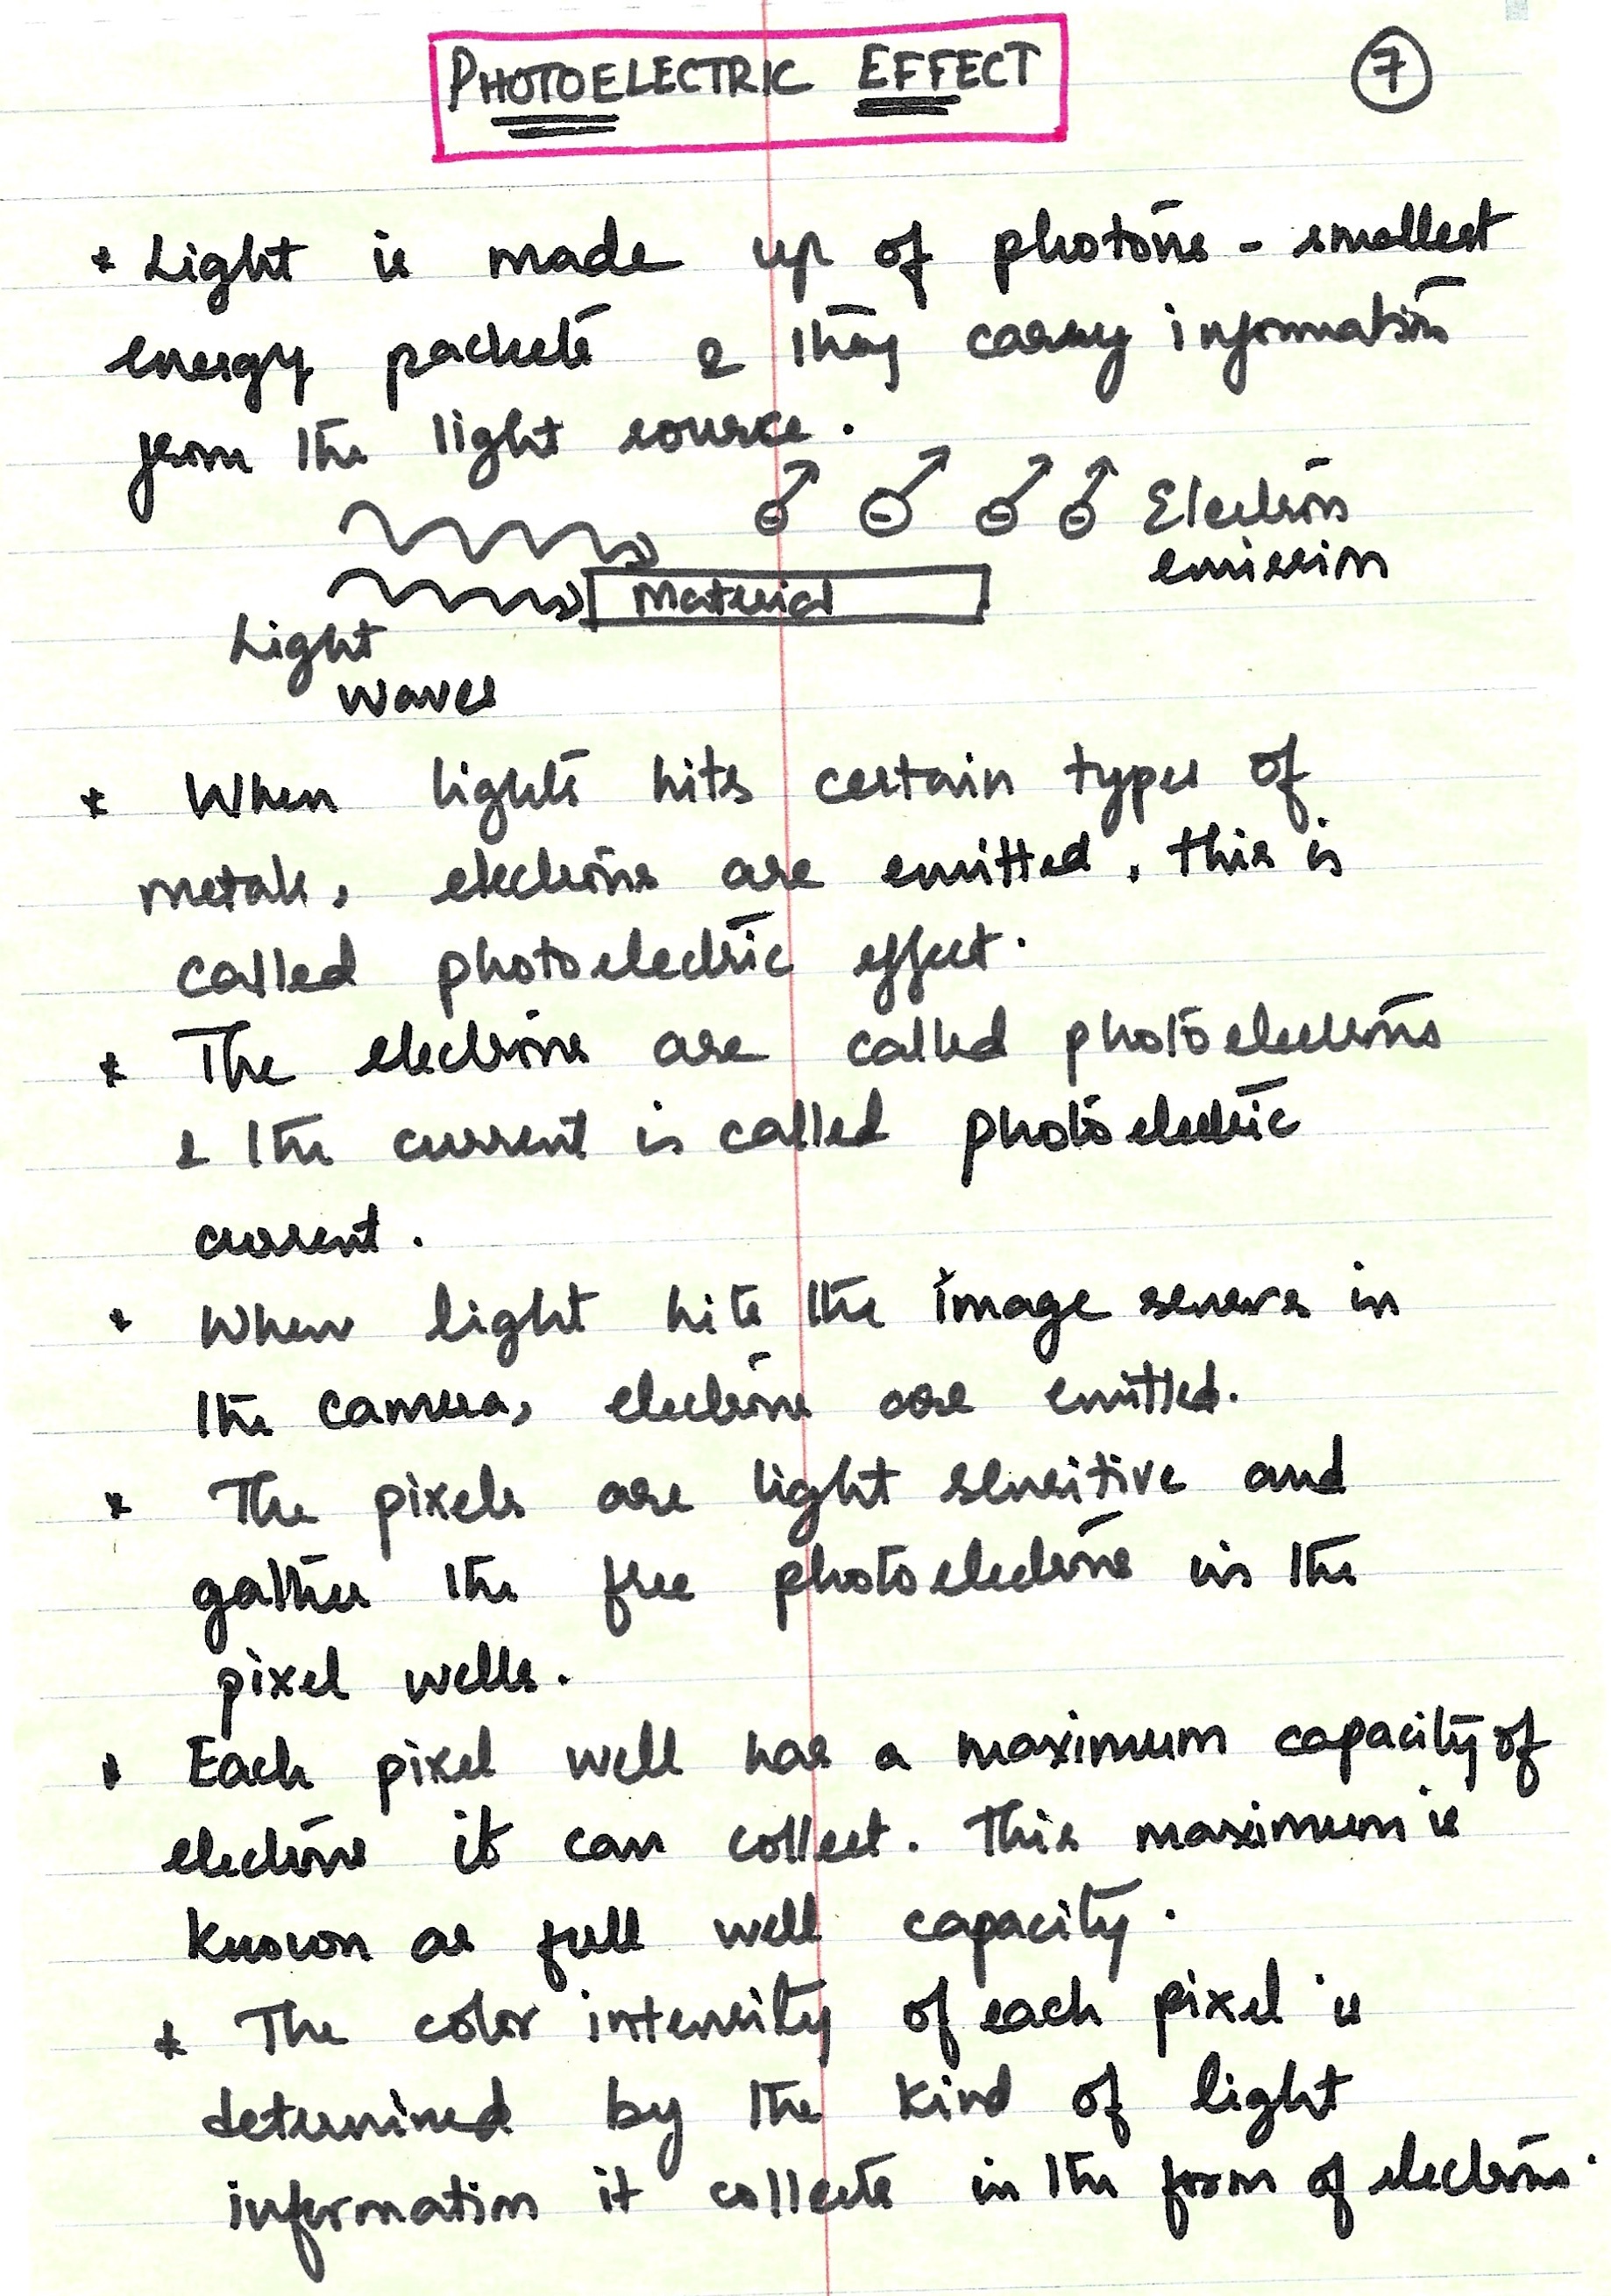 PHOTOELECTRIC EFFECT
7
* Light is made up of photons - smallest
energy packets & they carry information
from the light source.
Electron
emission
Material
Light
waves
* When lights hits certain types of
metals, electrons are emitted, this is
called photoelectric effect.
* The electrons are called photoelectrons
& the current is called photoelectric
current.
* When light hits the image sensors in
the camera, electrons are emitted.
* The pixels are light sensitive and
gather the free photoelectrons in the
pixel wells.
* Each pixel well has a maximum capacity of
electrons it can collect. This maximum is
known as full well capacity.
* The color intensity of each pixel is
determined by the kind of light
information it collects in the form of electrons.